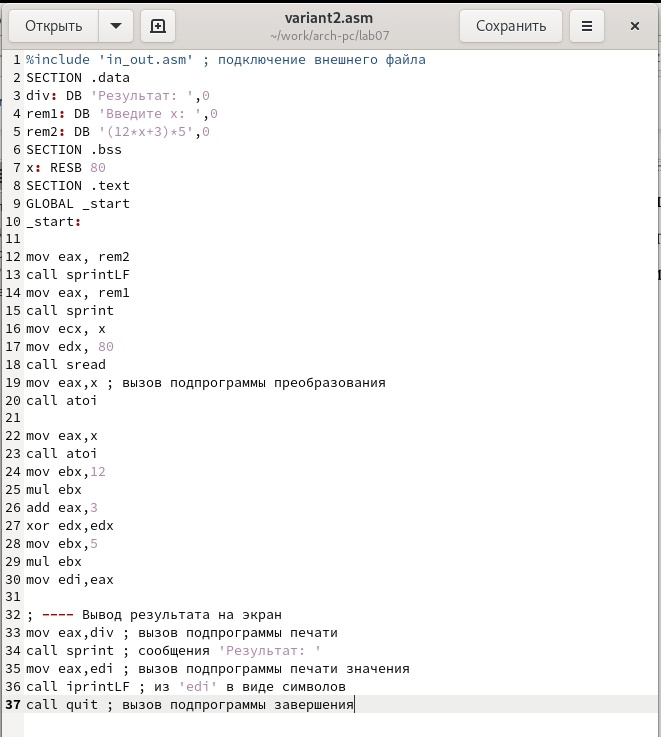 Открыть
variant2.asm
~/work/arch-pc/lab07
Сохранить
1 %include 'in_out.asm' ; подключение внешнего файла
2 SECTION .data
3 div: DB 'Результат: ',0
4 rem1: DB 'Введите x: ',0
5 rem2: DB '(12*x+3)*5',0
6 SECTION .bss
7 x: RESB 80
8 SECTION .text
9 GLOBAL _start
10 _start:
11
12 mov eax, rem2
13 call sprintLF
14 mov eax, rem1
15 call sprint
16 mov ecx, x
17 mov edx, 80
18 call sread
19 mov eax,x ; вызов подпрограммы преобразования
20 call atoi
21
22 mov eax,x
23 call atoi
24 mov ebx,12
25 mul ebx
26 add eax,3
27 xor edx,edx
28 mov ebx,5
29 mul ebx
30 mov edi,eax
31
32 ; ---- Вывод результата на экран
33 mov eax,div ; вызов подпрограммы печати
34 call sprint ; сообщения 'Результат: '
35 mov eax,edi ; вызов подпрограммы печати значения
36 call iprintLF ; из 'edi' в виде символов
37 call quit ; вызов подпрограммы завершения